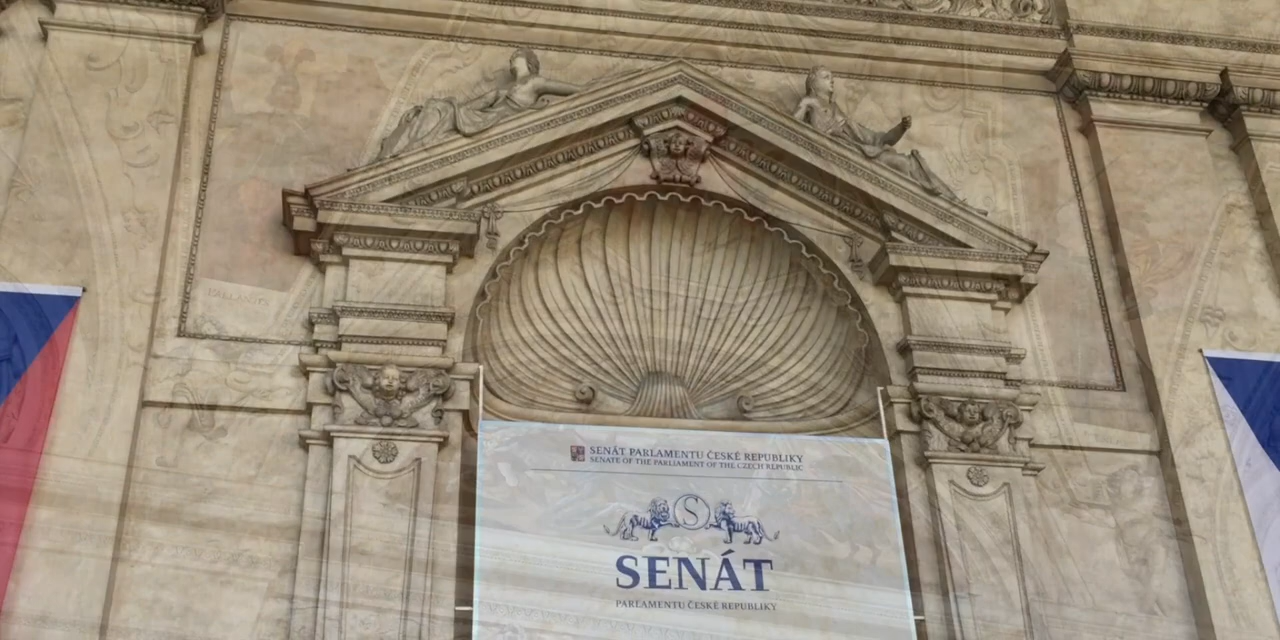 SENÁT PARLAMENTU ČESKÉ REPUBLIKY
SENATE OF THE PARLIAMENT OF THE CZECH REPUBLIC
S
SENÁT
PARLAMENTU ČESKÉ REPUBLIKY